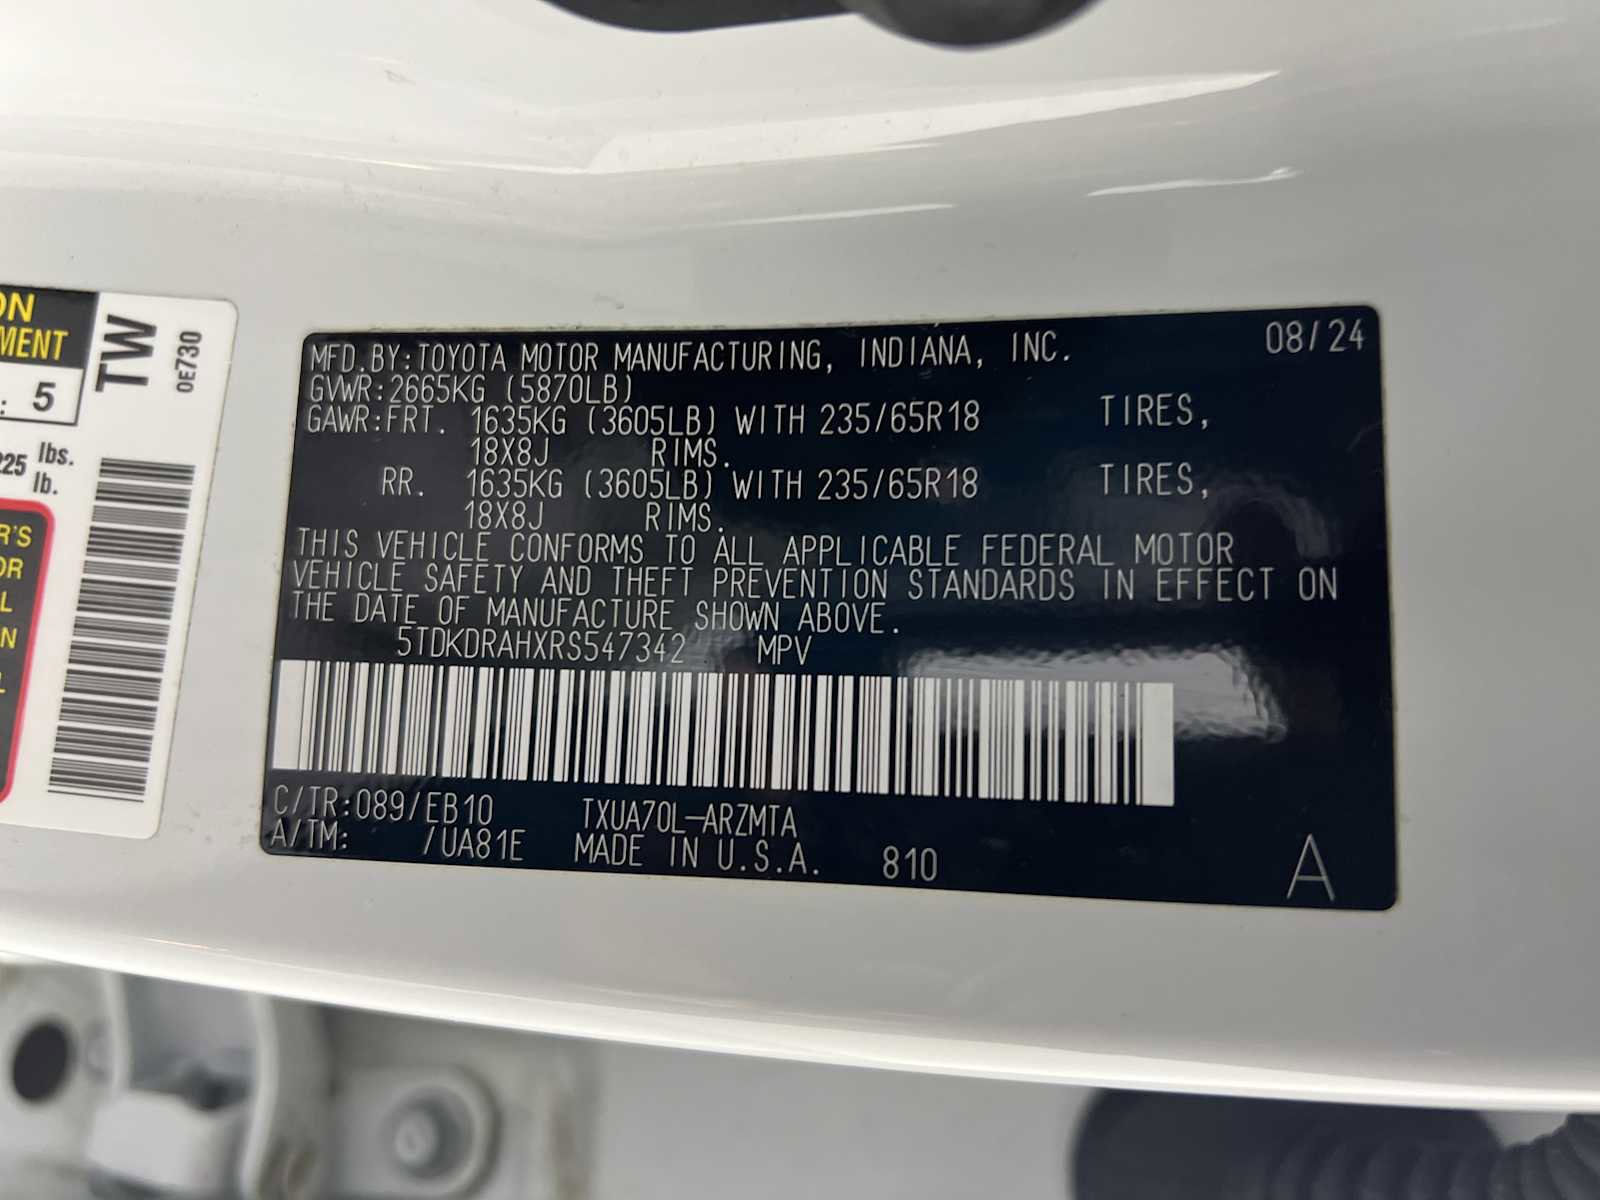 ON
MENT
: 5
TW
0E730
225 lbs.
lb.
R'S
OR
L
N
L
MFD.BY:TOYOTA MOTOR MANUFACTURING, INDIANA, INC. 08/24
GVWR:2665KG (5870LB)
GAWR:FRT. 1635KG (3605LB) WITH 235/65R18 TIRES,
18X8J RIMS.
RR. 1635KG (3605LB) WITH 235/65R18 TIRES,
18X8J RIMS.
THIS VEHICLE CONFORMS TO ALL APPLICABLE FEDERAL MOTOR
VEHICLE SAFETY AND THEFT PREVENTION STANDARDS IN EFFECT ON
THE DATE OF MANUFACTURE SHOWN ABOVE.
5TDKDRAHXRS547342 MPV
C/TR:089/EB10 TXUA70L-ARZMTA
A/TM: /UA81E MADE IN U.S.A. 810 A